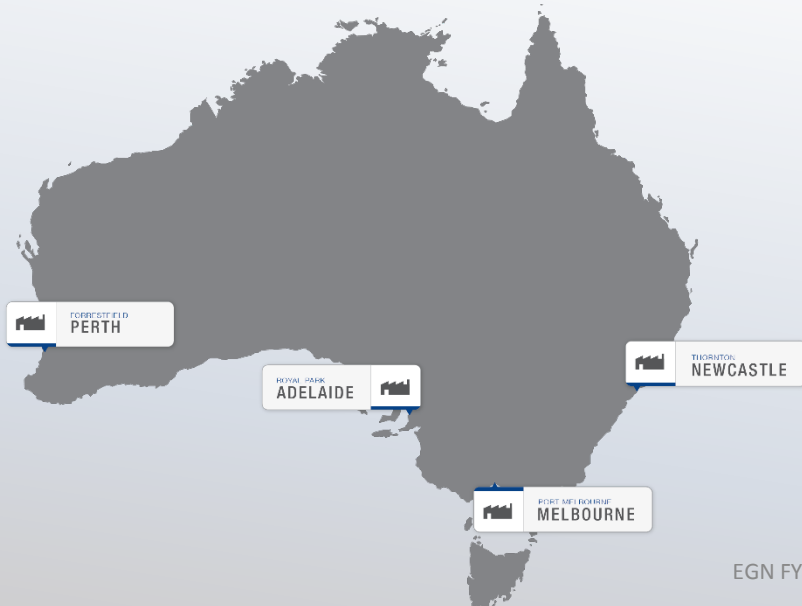 FORRESTFIELD
PERTH
THORNTON
NEWCASTLE
ROYAL PARK
ADELAIDE
PORT MELBOURNE
MELBOURNE
EGN FY